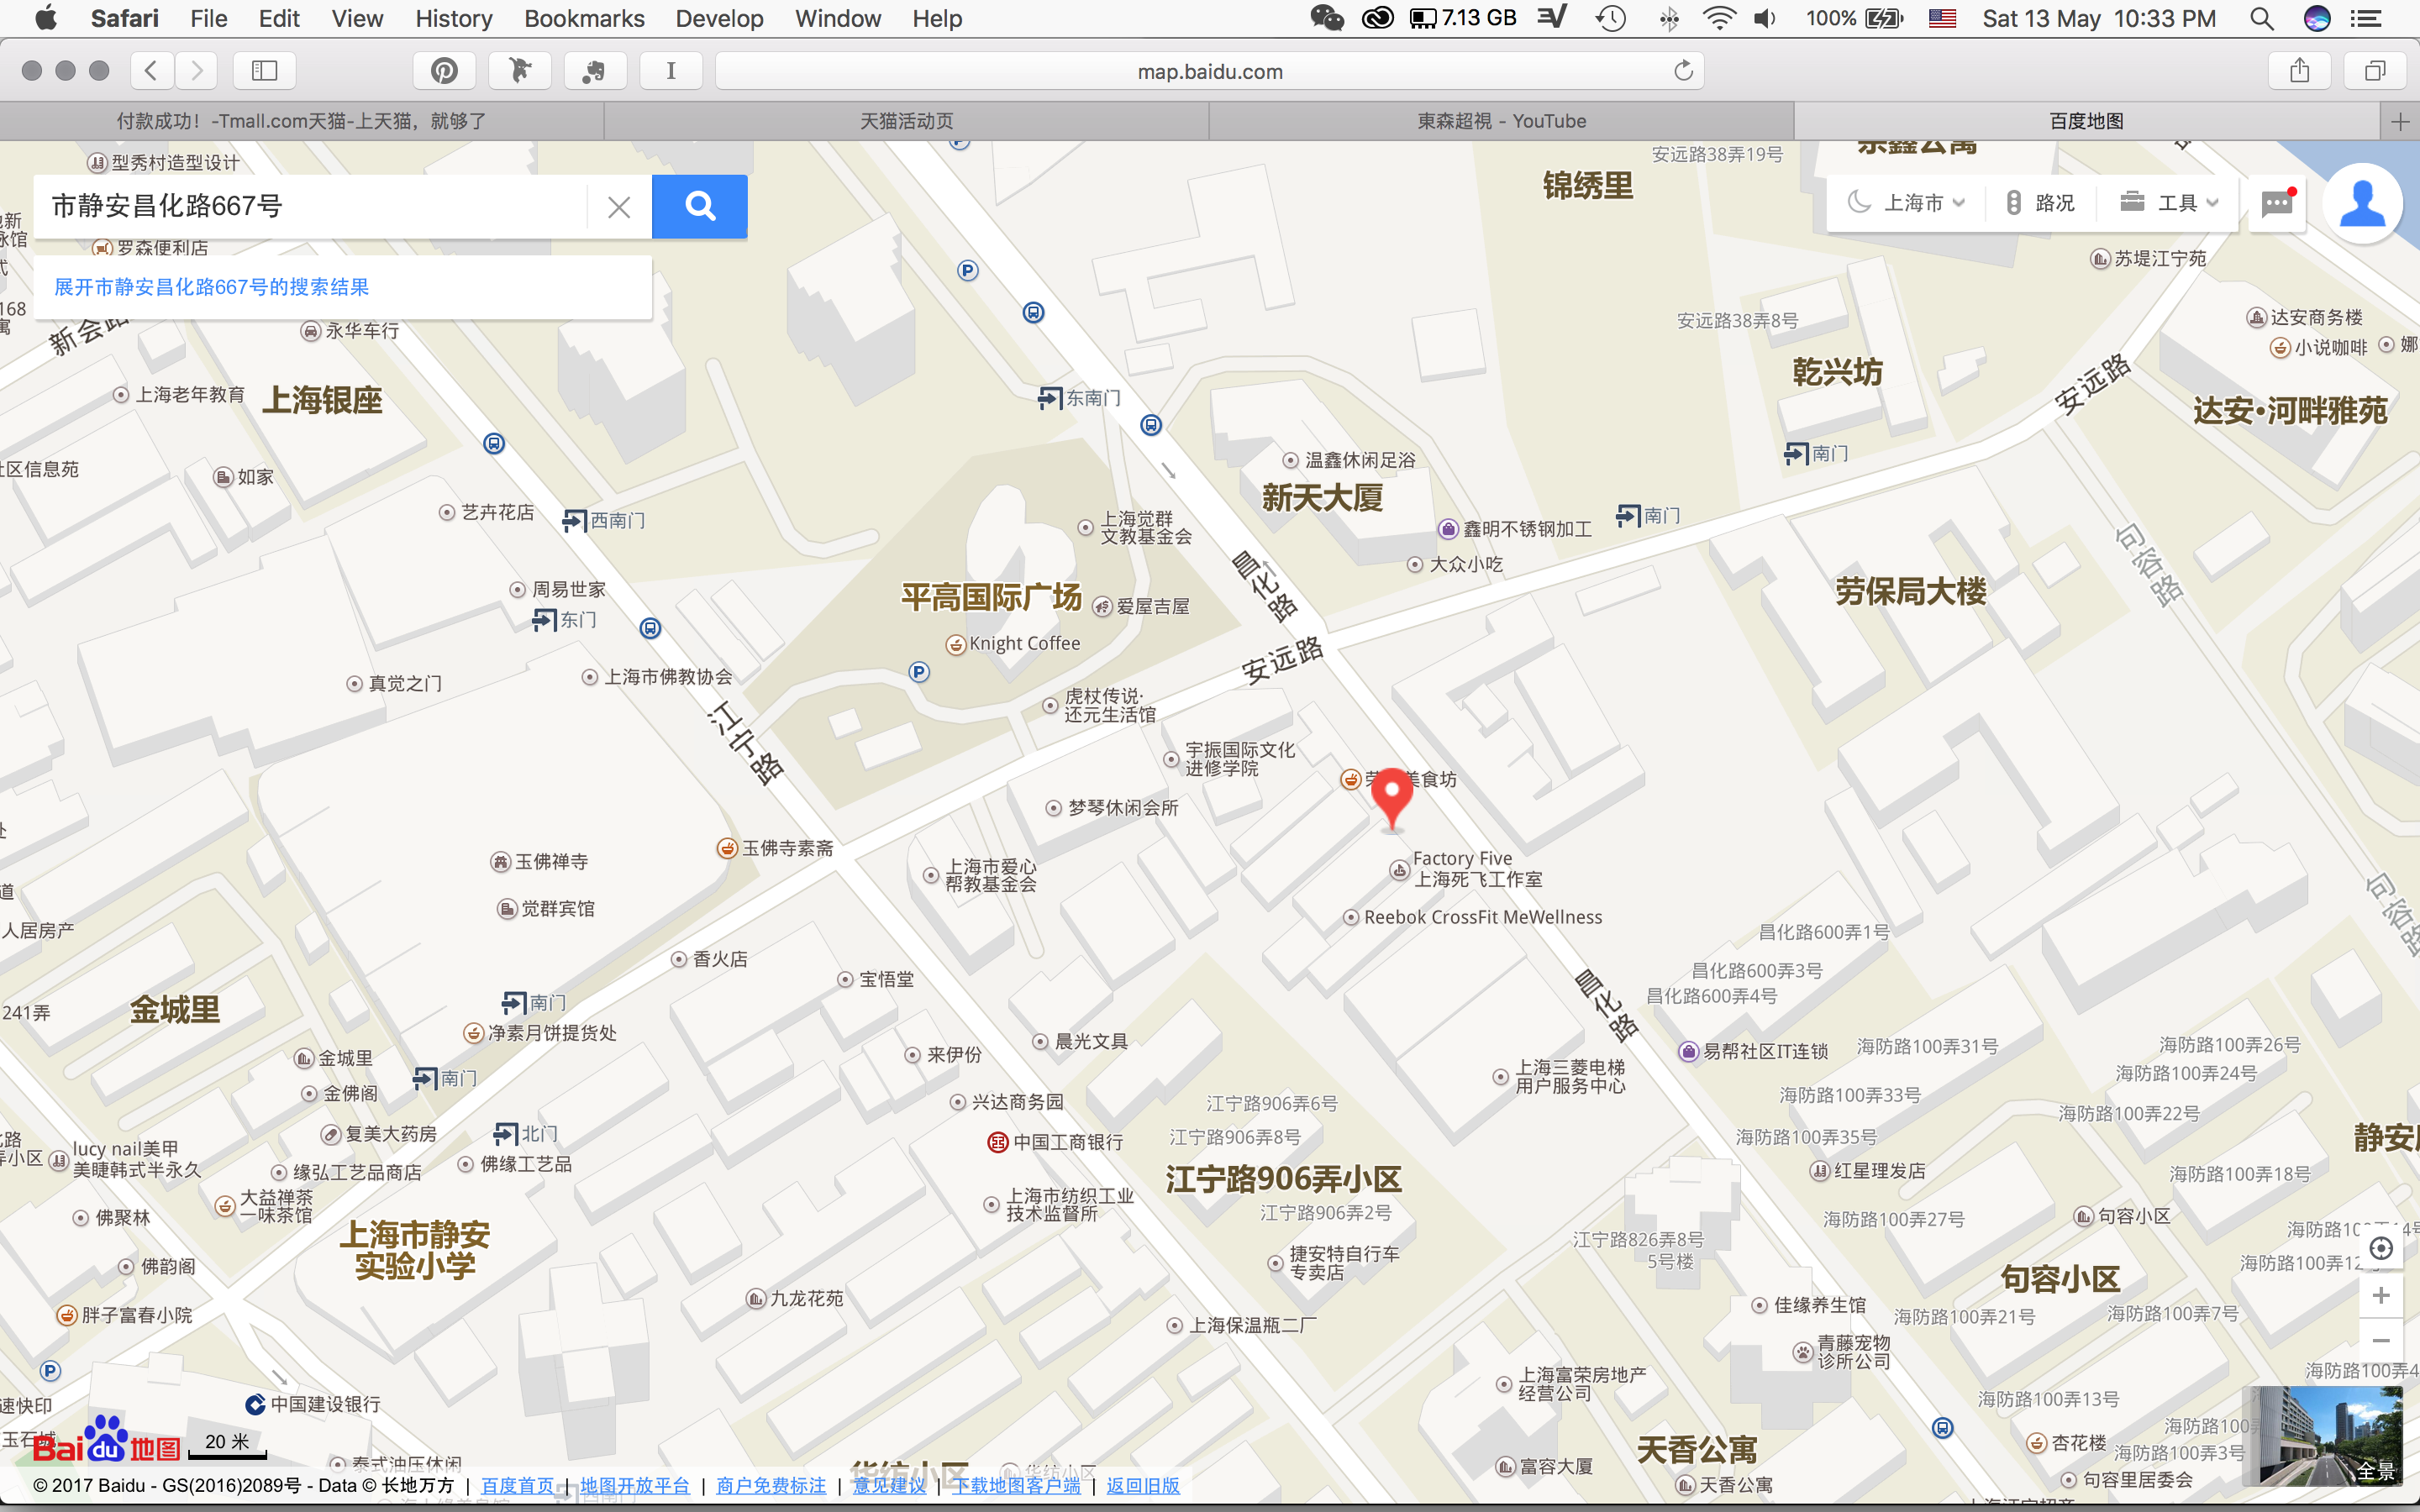 Safari File Edit View History Bookmarks Develop Window Help 7.13 GB 100% Sat 13 May 10:33 PM
map.baidu.com
付款成功！-Tmall.com天猫-上天猫，就够了
天猫活动页
東森超視 - YouTube
百度地图
型秀村造型设计
安远路38弄19号
锦绣里
市静安昌化路667号
上海市
路况
工具
罗森便利店
苏堤江宁苑
展开市静安昌化路667号的搜索结果
新会路
永华车行
安远路38弄8号
达安商务楼
小说咖啡
乾兴坊
安远路
达安·河畔雅苑
上海老年教育
上海银座
东南门
南门
温鑫休闲足浴
新天大厦
如家
艺卉花店
西南门
上海觉群
文教基金会
鑫明不锈钢加工
南门
大众小吃
句容路
昌化路
劳保局大楼
周易世家
东门
平高国际广场
爱屋吉屋
Knight Coffee
安远路
真觉之门
上海市佛教协会
虎杖传说·
还元生活馆
江宁路
宇振国际文化
进修学院
美食坊
梦琴休闲会所
玉佛寺素斋
玉佛禅寺
上海市爱心
帮教基金会
Factory Five
上海死飞工作室
觉群宾馆
Reebok CrossFit MeWellness
人居房产
昌化路600弄1号
香火店
宝悟堂
昌化路600弄3号
昌化路600弄4号
昌化路
句容路
金城里
241弄
南门
净素月饼提货处
晨光文具
来伊份
金城里
易帮社区IT连锁
海防路100弄31号
海防路100弄26号
南门
上海三菱电梯
用户服务中心
海防路100弄24号
金佛阁
兴达商务园
江宁路906弄6号
海防路100弄33号
海防路100弄22号
复美大药房
北门
中国工商银行
江宁路906弄8号
海防路100弄35号
lucy nail美甲
美睫韩式半永久
缘弘工艺品商店
佛缘工艺品
江宁路906弄小区
红星理发店
海防路100弄18号
大益禅茶
一味茶馆
上海市纺织工业
技术监督所
江宁路906弄2号
海防路100弄27号
句容小区
佛聚林
上海市静安
实验小学
江宁路826弄8号
5号楼
捷安特自行车
专卖店
佛韵阁
句容小区
九龙花苑
佳缘养生馆
海防路100弄21号
海防路100弄7号
胖子富春小院
上海保温瓶二厂
青藤宠物
诊所公司
上海富荣房地产
经营公司
海防路100弄13号
中国建设银行
速快印
Bai du 地图
20 米
天香公寓
杏花楼
海防路100弄3号
泰式油压休闲
富容大厦
天香公寓
句容里居委会
全景
© 2017 Baidu - GS(2016)2089号 - Data © 长地万方 | 百度首页 | 地图开放平台 | 商户免费标注 | 意见建议 | 下载地图客户端 | 返回旧版